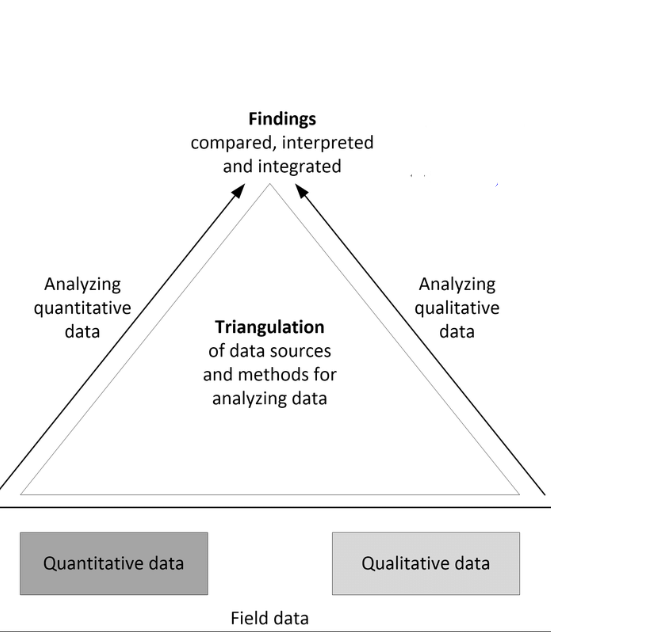 Findings
compared, interpreted
and integrated
Analyzing
quantitative
data
Analyzing
qualitative
data
Triangulation
of data sources
and methods for
analyzing data
Quantitative data
Qualitative data
Field data